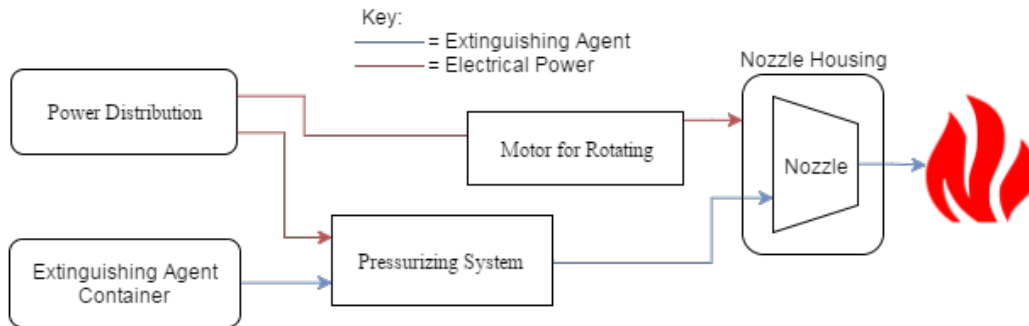 Key:
= Extinguishing Agent
= Electrical Power
Nozzle Housing
Power Distribution
Motor for Rotating
Nozzle
Extinguishing Agent
Container
Pressurizing System